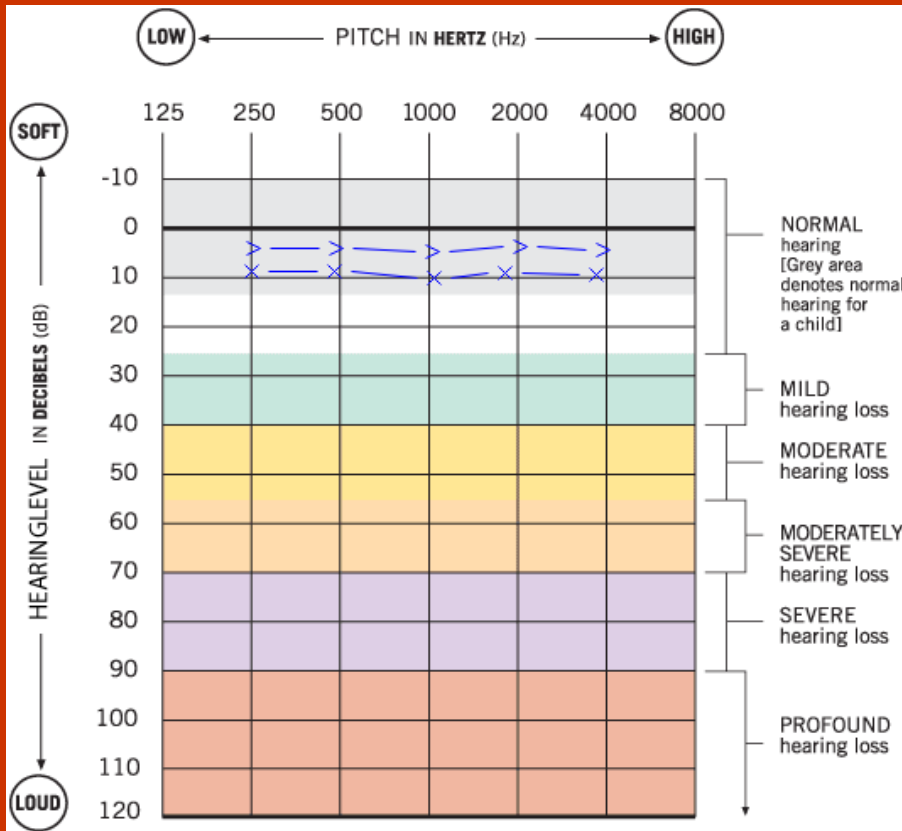 LOW PITCH IN HERTZ (Hz) HIGH
125 250 500 1000 2000 4000 8000
SOFT
-10
0
10
20
30
40
50
60
70
80
90
100
110
120
LOUD
HEARINGLEVEL IN DECIBELS (dB)
NORMAL
hearing
[Grey area
denotes normal
hearing for
a child]
MILD
hearing loss
MODERATE
hearing loss
MODERATELY
SEVERE
hearing loss
SEVERE
hearing loss
PROFOUND
hearing loss